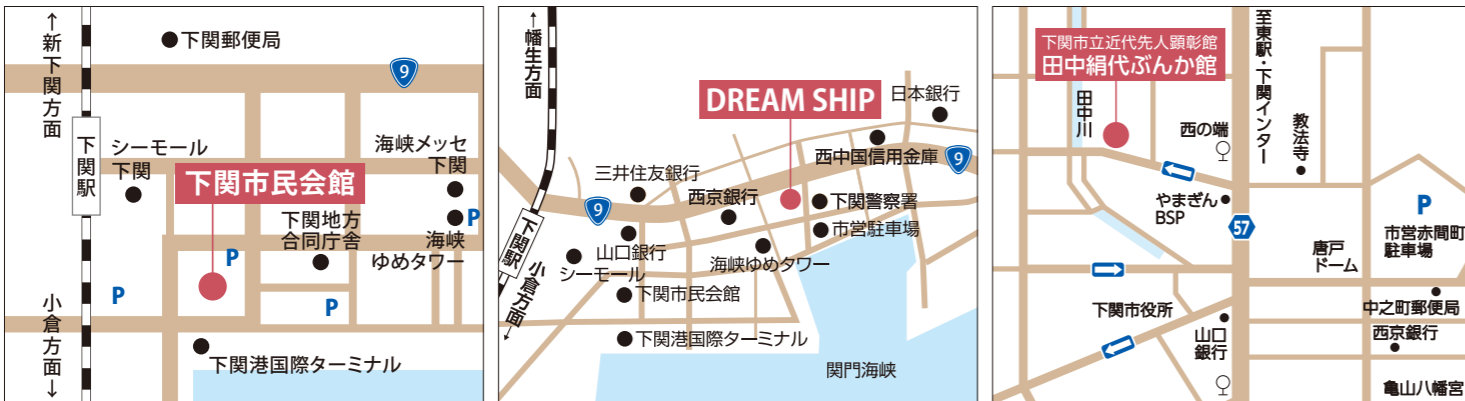 ↑新下関方面
下関郵便局
9
下関駅
シーモール
下関
海峡メッセ
下関
下関市民会館
下関地方
合同庁舎
P
海峡
ゆめタワー
P
P
P
小倉方面↓
下関港国際ターミナル
←幡生方面
DREAM SHIP
日本銀行
西中国信用金庫
9
三井住友銀行
西京銀行
下関警察署
9
市営駐車場
下関駅
山口銀行
シーモール
海峡ゆめタワー
小倉方面→
下関市民会館
下関港国際ターミナル
関門海峡
下関市立近代先人顕彰館
田中絹代ぶんか館
至東駅・下関インター
田中川
西の端
教法寺
やまぎん
BSP
57
P
市営赤間町
駐車場
唐戸
ドーム
下関市役所
中之町郵便局
山口
銀行
西京銀行
亀山八幡宮